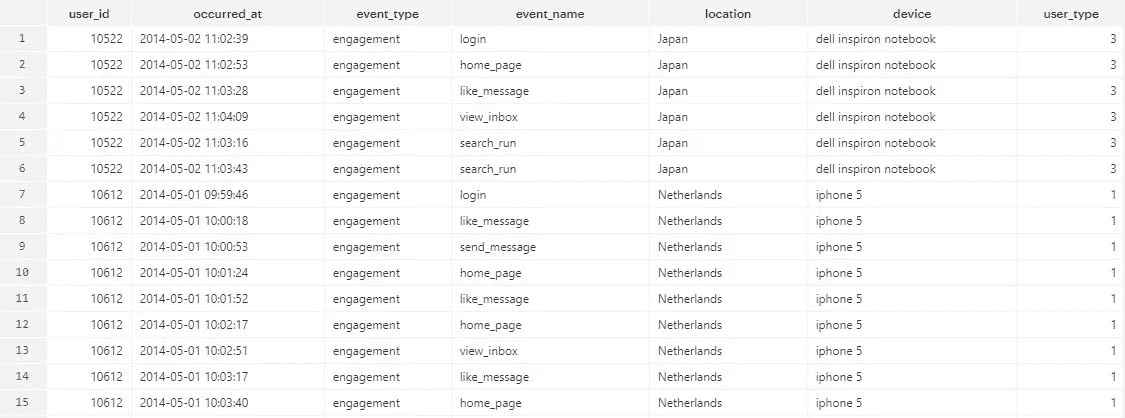 user_id occurred_at event_type event_name location device user_type
1 10522 2014-05-02 11:02:39 engagement login Japan dell inspiron notebook 3
2 10522 2014-05-02 11:02:53 engagement home_page Japan dell inspiron notebook 3
3 10522 2014-05-02 11:03:28 engagement like_message Japan dell inspiron notebook 3
4 10522 2014-05-02 11:04:09 engagement view_inbox Japan dell inspiron notebook 3
5 10522 2014-05-02 11:03:16 engagement search_run Japan dell inspiron notebook 3
6 10522 2014-05-02 11:03:43 engagement search_run Japan dell inspiron notebook 3
7 10612 2014-05-01 09:59:46 engagement login Netherlands iphone 5 1
8 10612 2014-05-01 10:00:18 engagement like_message Netherlands iphone 5 1
9 10612 2014-05-01 10:00:53 engagement send_message Netherlands iphone 5 1
10 10612 2014-05-01 10:01:24 engagement home_page Netherlands iphone 5 1
11 10612 2014-05-01 10:01:52 engagement like_message Netherlands iphone 5 1
12 10612 2014-05-01 10:02:17 engagement home_page Netherlands iphone 5 1
13 10612 2014-05-01 10:02:51 engagement view_inbox Netherlands iphone 5 1
14 10612 2014-05-01 10:03:17 engagement like_message Netherlands iphone 5 1
15 10612 2014-05-01 10:03:40 engagement home_page Netherlands iphone 5 1